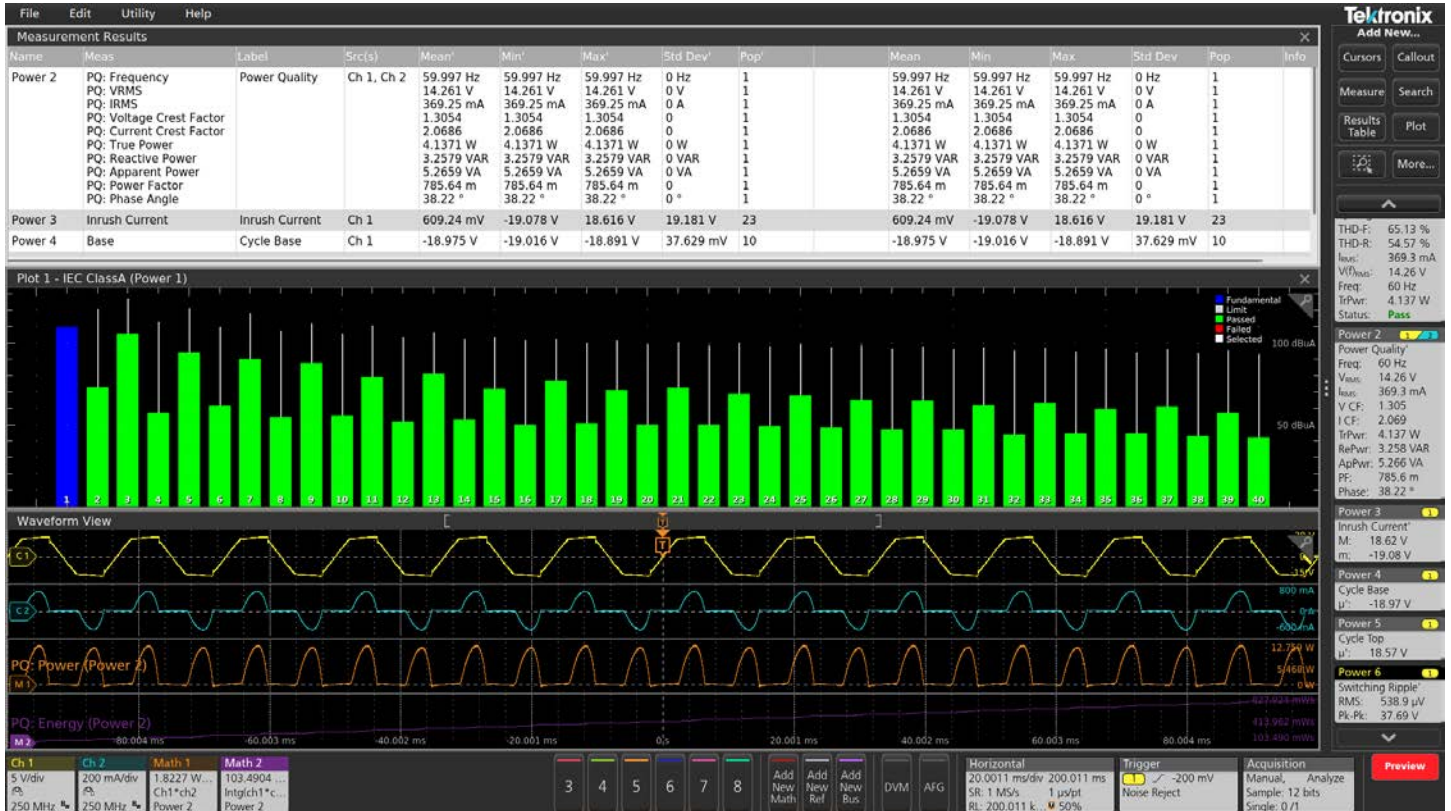 File Edit Utility Help
Tektronix
Add New...
Measurement Results
Name Meas Label Src(s) Mean' Min' Max' Std Dev' Pop' Mean Min Max Std Dev Pop Info
Power 2 PQ: Frequency Power Quality Ch 1, Ch 2 59.997 Hz 59.997 Hz 59.997 Hz 0 Hz 1 59.997 Hz 59.997 Hz 59.997 Hz 0 Hz 1
PQ: VRMS 14.261 V 14.261 V 14.261 V 0 V 1 14.261 V 14.261 V 14.261 V 0 V 1
PQ: IRMS 369.25 mA 369.25 mA 369.25 mA 0 A 1 369.25 mA 369.25 mA 369.25 mA 0 A 1
PQ: Voltage Crest Factor 1.3054 1.3054 1.3054 0 1 1.3054 1.3054 1.3054 0 1
PQ: Current Crest Factor 2.0686 2.0686 2.0686 0 1 2.0686 2.0686 2.0686 0 1
PQ: True Power 4.1371 W 4.1371 W 4.1371 W 0 W 1 4.1371 W 4.1371 W 4.1371 W 0 W 1
PQ: Reactive Power 3.2579 VAR 3.2579 VAR 3.2579 VAR 0 VAR 1 3.2579 VAR 3.2579 VAR 3.2579 VAR 0 VAR 1
PQ: Apparent Power 5.2659 VA 5.2659 VA 5.2659 VA 0 VA 1 5.2659 VA 5.2659 VA 5.2659 VA 0 VA 1
PQ: Power Factor 785.64 m 785.64 m 785.64 m 0 1 785.64 m 785.64 m 785.64 m 0 1
PQ: Phase Angle 38.22 ° 38.22 ° 38.22 ° 0 ° 1 38.22 ° 38.22 ° 38.22 ° 0 ° 1
Power 3 Inrush Current Inrush Current Ch 1 609.24 mV -19.078 V 18.616 V 19.181 V 23 609.24 mV -19.078 V 18.616 V 19.181 V 23
Power 4 Base Cycle Base Ch 1 -18.975 V -19.016 V -18.891 V 37.629 mV 10 -18.975 V -19.016 V -18.891 V 37.629 mV 10
Cursors Callout
Measure Search
Results Table Plot
More...
Plot 1 - IEC ClassA (Power 1)
Fundamental
Limit
Passed
Failed
Selected
100 dBuA
50 dBuA
1 2 3 4 5 6 7 8 9 10 11 12 13 14 15 16 17 18 19 20 21 22 23 24 25 26 27 28 29 30 31 32 33 34 35 36 37 38 39 40
THD-F: 65.13 %
THD-R: 54.57 %
IRMS: 369.3 mA
V(f)RMS: 14.26 V
Freq: 60 Hz
TrPwr: 4.137 W
Status: Pass
Power 2 1 2
Power Quality'
Freq: 60 Hz
VRMS: 14.26 V
IRMS: 369.3 mA
V CF: 1.305
I CF: 2.069
TrPwr: 4.137 W
RePwr: 3.258 VAR
ApPwr: 5.266 VA
PF: 785.6 m
Phase: 38.22 °
Power 3 1
Inrush Current'
M: 18.62 V
m: -19.08 V
Power 4 1
Cycle Base
µ': -18.97 V
Power 5 1
Cycle Top
µ': 18.57 V
Power 6 1
Switching Ripple'
RMS: 538.9 µV
Pk-Pk: 37.69 V
Waveform View
T
T
C1
-15 V
C2
800 mA
0 A
-600 mA
PQ: Power (Power 2)
M1
12.759 W
5.468 W
0 W
PQ: Energy (Power 2)
M2
413.962 mWs
103.490 mWs
-80.004 ms -60.003 ms -40.002 ms -20.001 ms 0 s 20.001 ms 40.002 ms 60.003 ms 80.004 ms
Ch 1
5 V/div
250 MHz
Ch 2
200 mA/div
250 MHz
Math 1
1.8227 W...
Ch1*ch2
Power 2
Math 2
103.4904 ...
Intg(ch1*c...
Power 2
3 4 5 6 7 8
Add New Math
Add New Ref
Add New Bus
DVM AFG
Horizontal
20.0011 ms/div 200.011 ms
SR: 1 MS/s 1 µs/pt
RL: 200.011 k... 50%
Trigger
1 -200 mV
Noise Reject
Acquisition
Manual, Analyze
Sample: 12 bits
Single: 0 /1
Preview